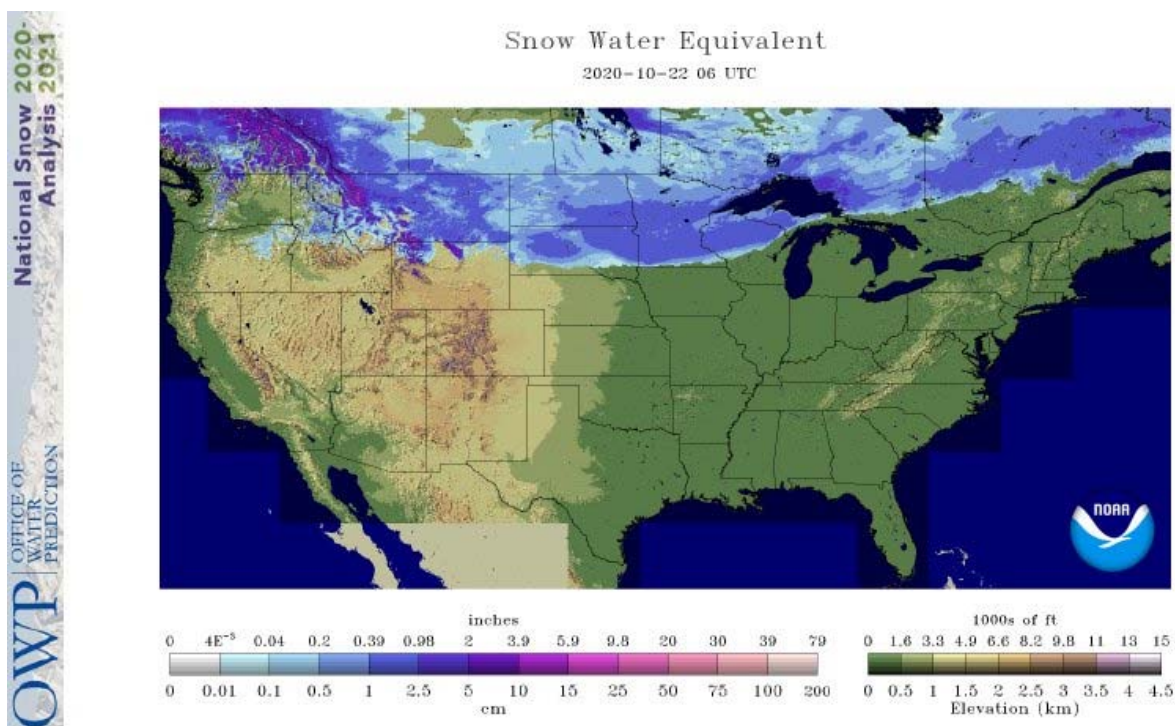 National Snow 2020-
Analysis 2021
OWP
OFFICE OF
WATER
PREDICTION
Snow Water Equivalent
2020-10-22 06 UTC
NOAA
inches
0 4E⁻³ 0.04 0.2 0.39 0.98 2 3.9 5.9 9.8 20 30 39 79
0 0.01 0.1 0.5 1 2.5 5 10 15 25 50 75 100 200
cm
1000s of ft
0 1.6 3.3 4.9 6.6 8.2 9.8 11 13 15
0 0.5 1 1.5 2 2.5 3 3.5 4 4.5
Elevation (km)